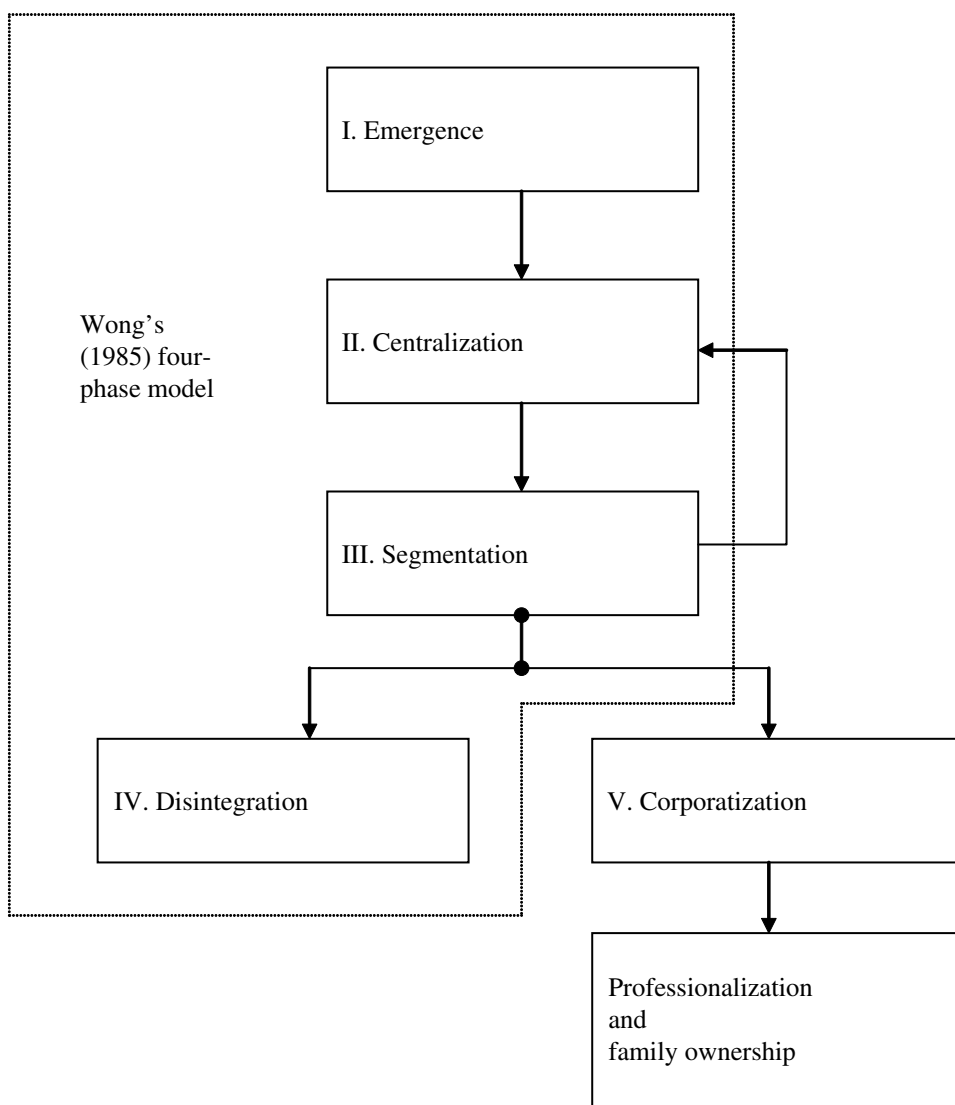 I. Emergence
Wong’s
(1985) four-
phase model
II. Centralization
III. Segmentation
IV. Disintegration
V. Corporatization
Professionalization
and
family ownership